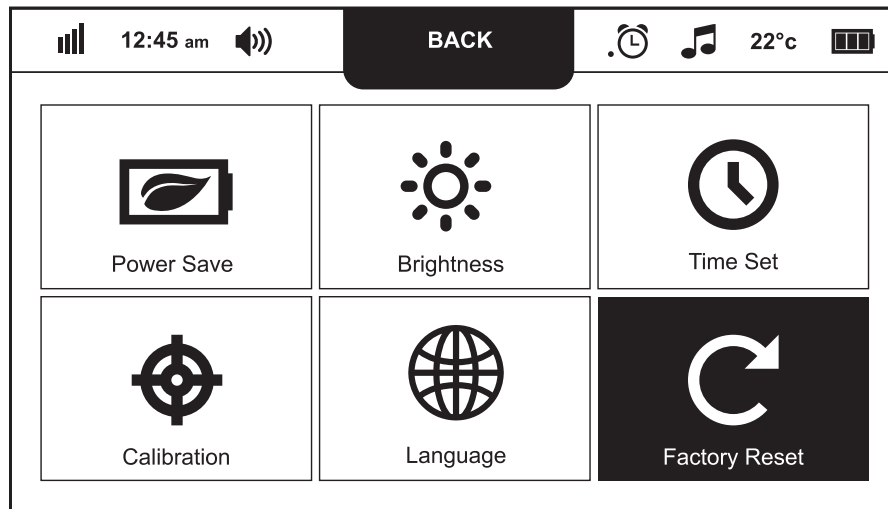 12:45 am BACK 22°c
Power Save Brightness Time Set
Calibration Language Factory Reset